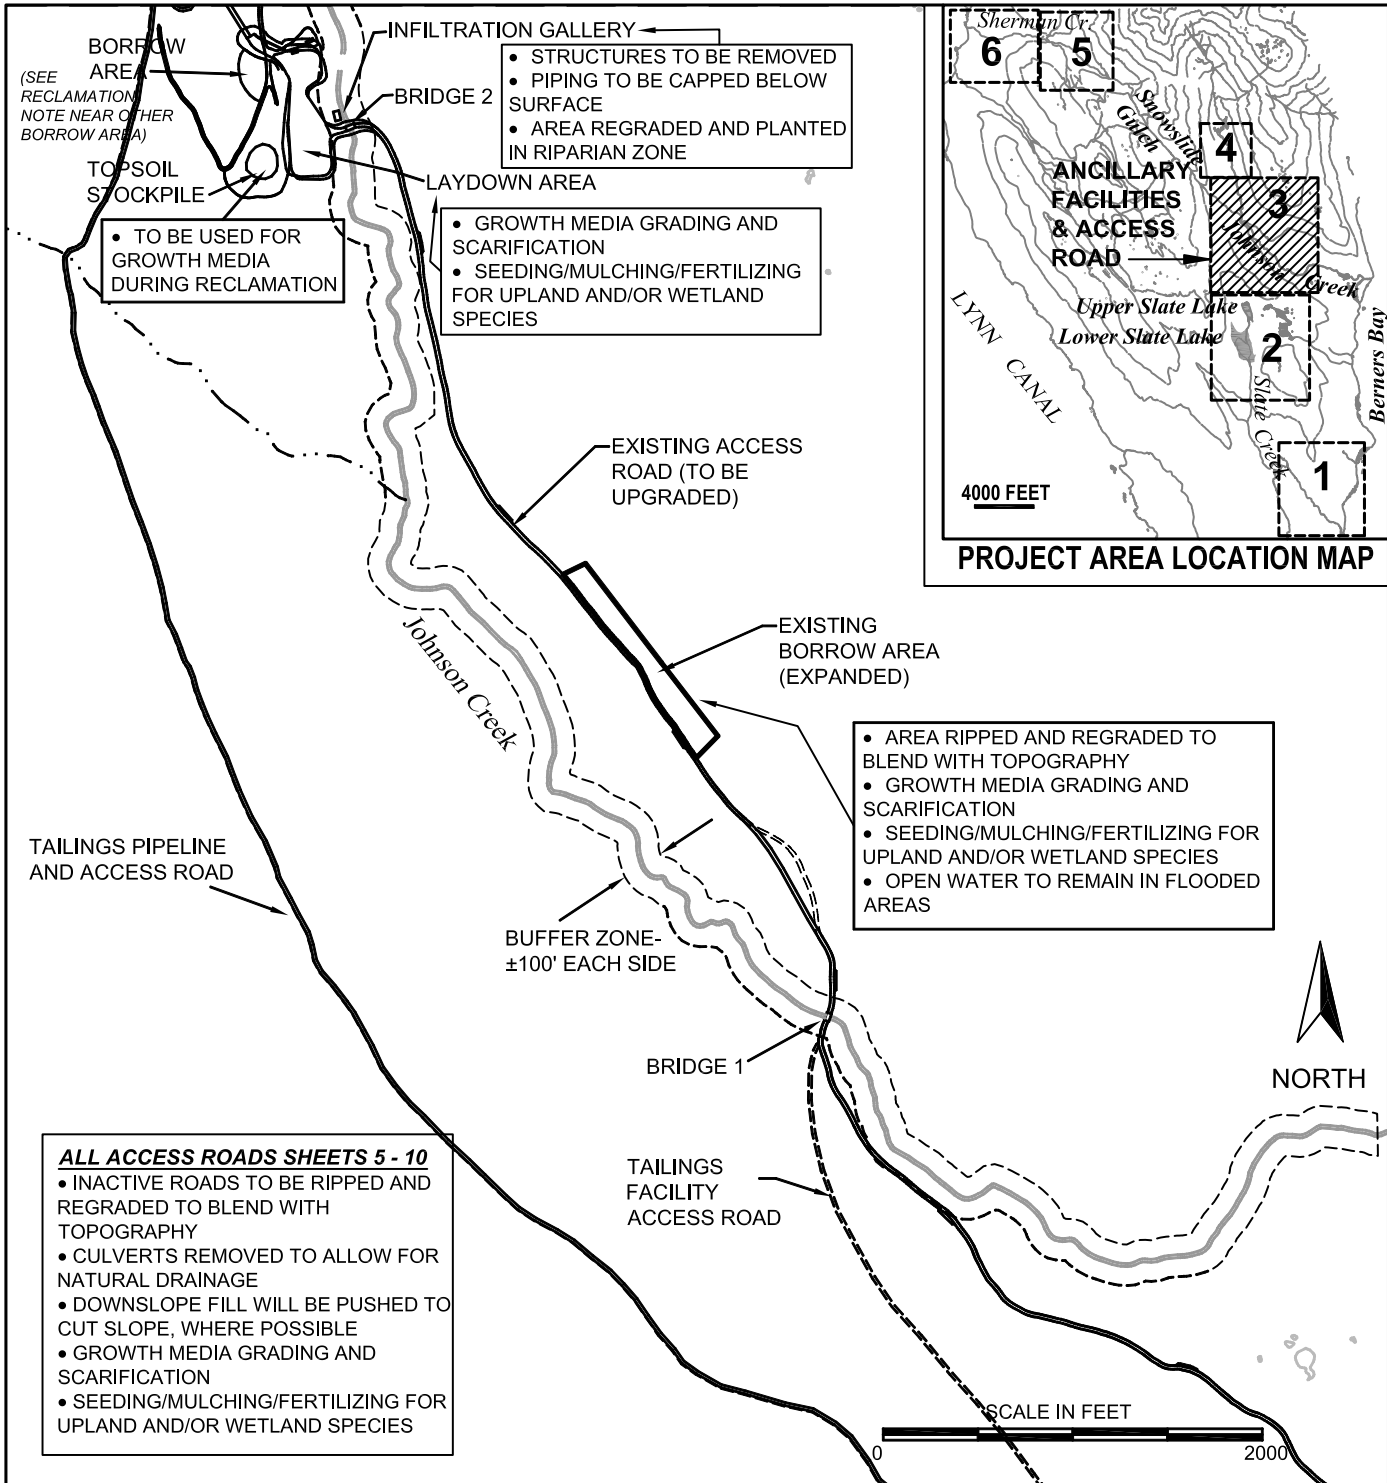 INFILTRATION GALLERY
• STRUCTURES TO BE REMOVED
• PIPING TO BE CAPPED BELOW
SURFACE
• AREA REGRADED AND PLANTED
IN RIPARIAN ZONE
BORROW
AREA
(SEE
RECLAMATION
NOTE NEAR OTHER
BORROW AREA)
BRIDGE 2
TOPSOIL
STOCKPILE
LAYDOWN AREA
• TO BE USED FOR
GROWTH MEDIA
DURING RECLAMATION
• GROWTH MEDIA GRADING AND
SCARIFICATION
• SEEDING/MULCHING/FERTILIZING
FOR UPLAND AND/OR WETLAND
SPECIES
Sherman Cr.
6
5
Snowslide
Gulch
4
ANCILLARY
FACILITIES
& ACCESS
ROAD
3
Johnson
Creek
Upper Slate Lake
Lower Slate Lake
2
LYNN CANAL
Berners Bay
Slate Creek
1
4000 FEET
PROJECT AREA LOCATION MAP
EXISTING ACCESS
ROAD (TO BE
UPGRADED)
Johnson Creek
EXISTING
BORROW AREA
(EXPANDED)
• AREA RIPPED AND REGRADED TO
BLEND WITH TOPOGRAPHY
• GROWTH MEDIA GRADING AND
SCARIFICATION
• SEEDING/MULCHING/FERTILIZING FOR
UPLAND AND/OR WETLAND SPECIES
• OPEN WATER TO REMAIN IN FLOODED
AREAS
TAILINGS PIPELINE
AND ACCESS ROAD
BUFFER ZONE-
±100' EACH SIDE
BRIDGE 1
NORTH
TAILINGS
FACILITY
ACCESS ROAD
ALL ACCESS ROADS SHEETS 5 - 10
• INACTIVE ROADS TO BE RIPPED AND
REGRADED TO BLEND WITH
TOPOGRAPHY
• CULVERTS REMOVED TO ALLOW FOR
NATURAL DRAINAGE
• DOWNSLOPE FILL WILL BE PUSHED TO
CUT SLOPE, WHERE POSSIBLE
• GROWTH MEDIA GRADING AND
SCARIFICATION
• SEEDING/MULCHING/FERTILIZING FOR
UPLAND AND/OR WETLAND SPECIES
SCALE IN FEET
0
2000